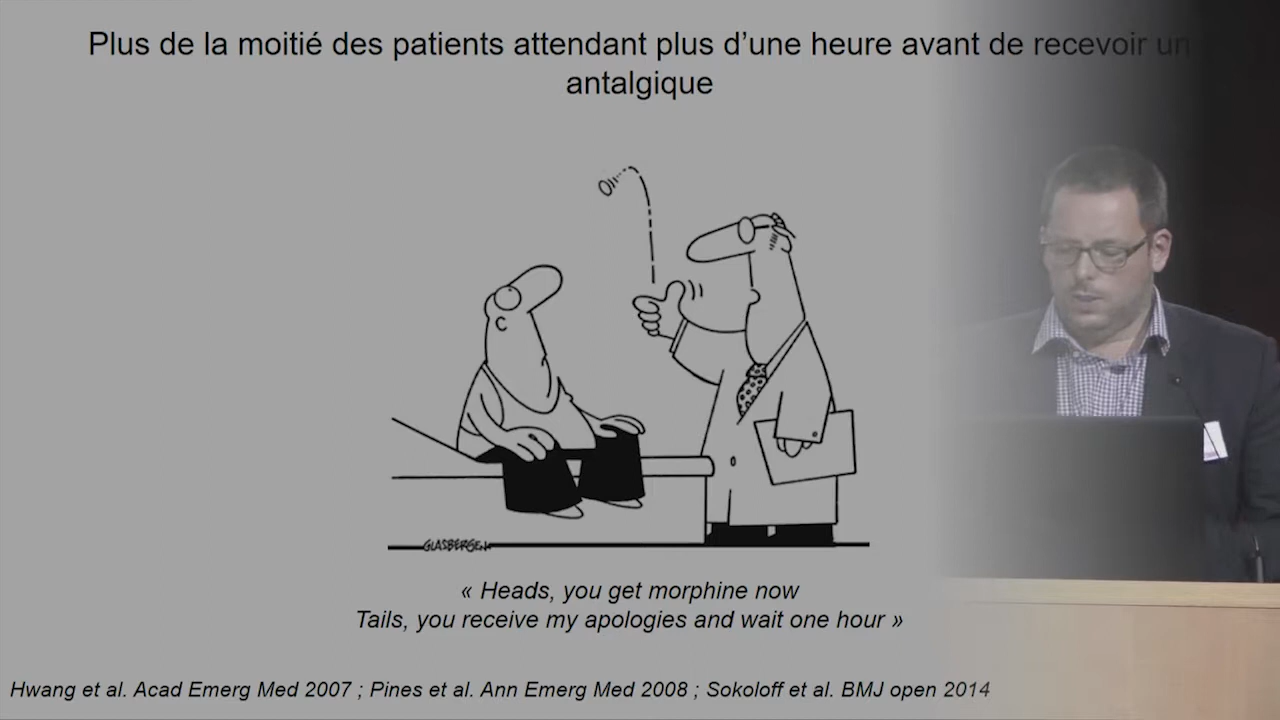 Plus de la moitié des patients attendant plus d’une heure avant de recevoir un
antalgique
GLASBERGEN
« Heads, you get morphine now
Tails, you receive my apologies and wait one hour »
Hwang et al. Acad Emerg Med 2007 ; Pines et al. Ann Emerg Med 2008 ; Sokoloff et al. BMJ open 2014